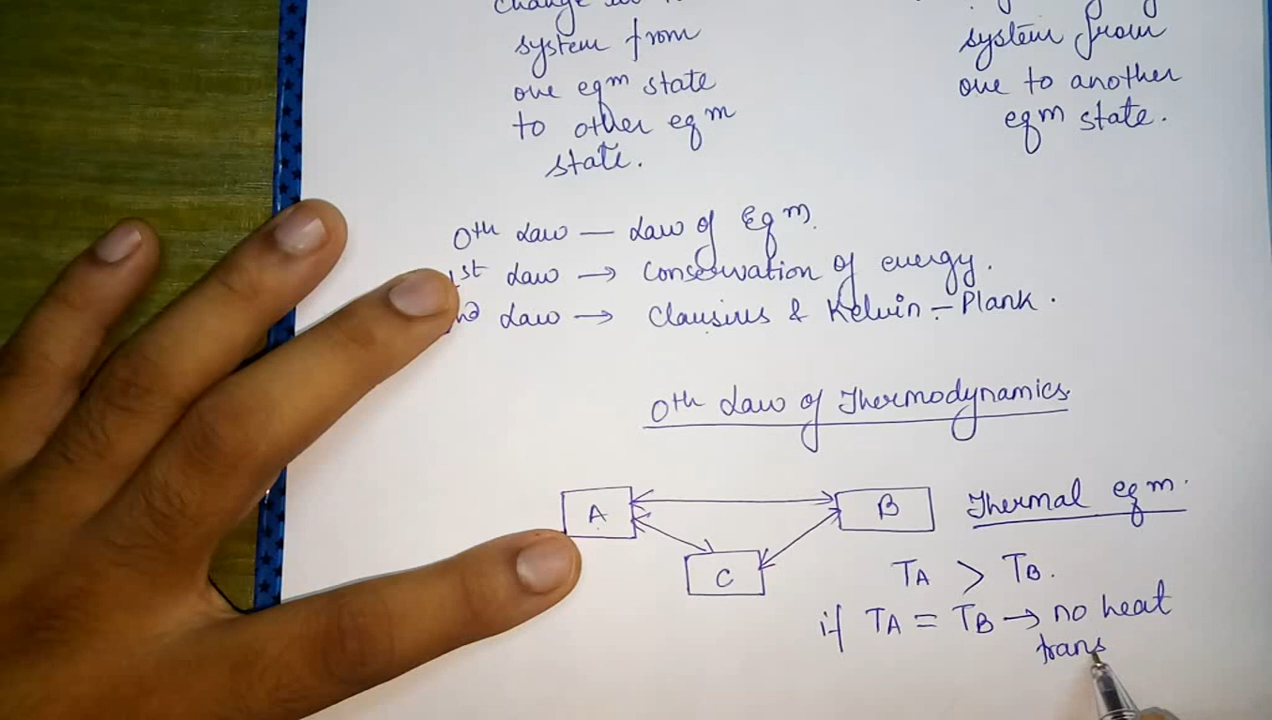 change
system from
one eqm state
to other eqm
state.
system from
one to another
eqm state.
0th Law — Law of Eqm.
st Law → Conservation of energy.
Law → Clausius & Kelvin - Plank.
0th Law of Thermodynamics
A
B
C
Thermal eqm.
TA > TB.
if TA = TB → no heat
trans